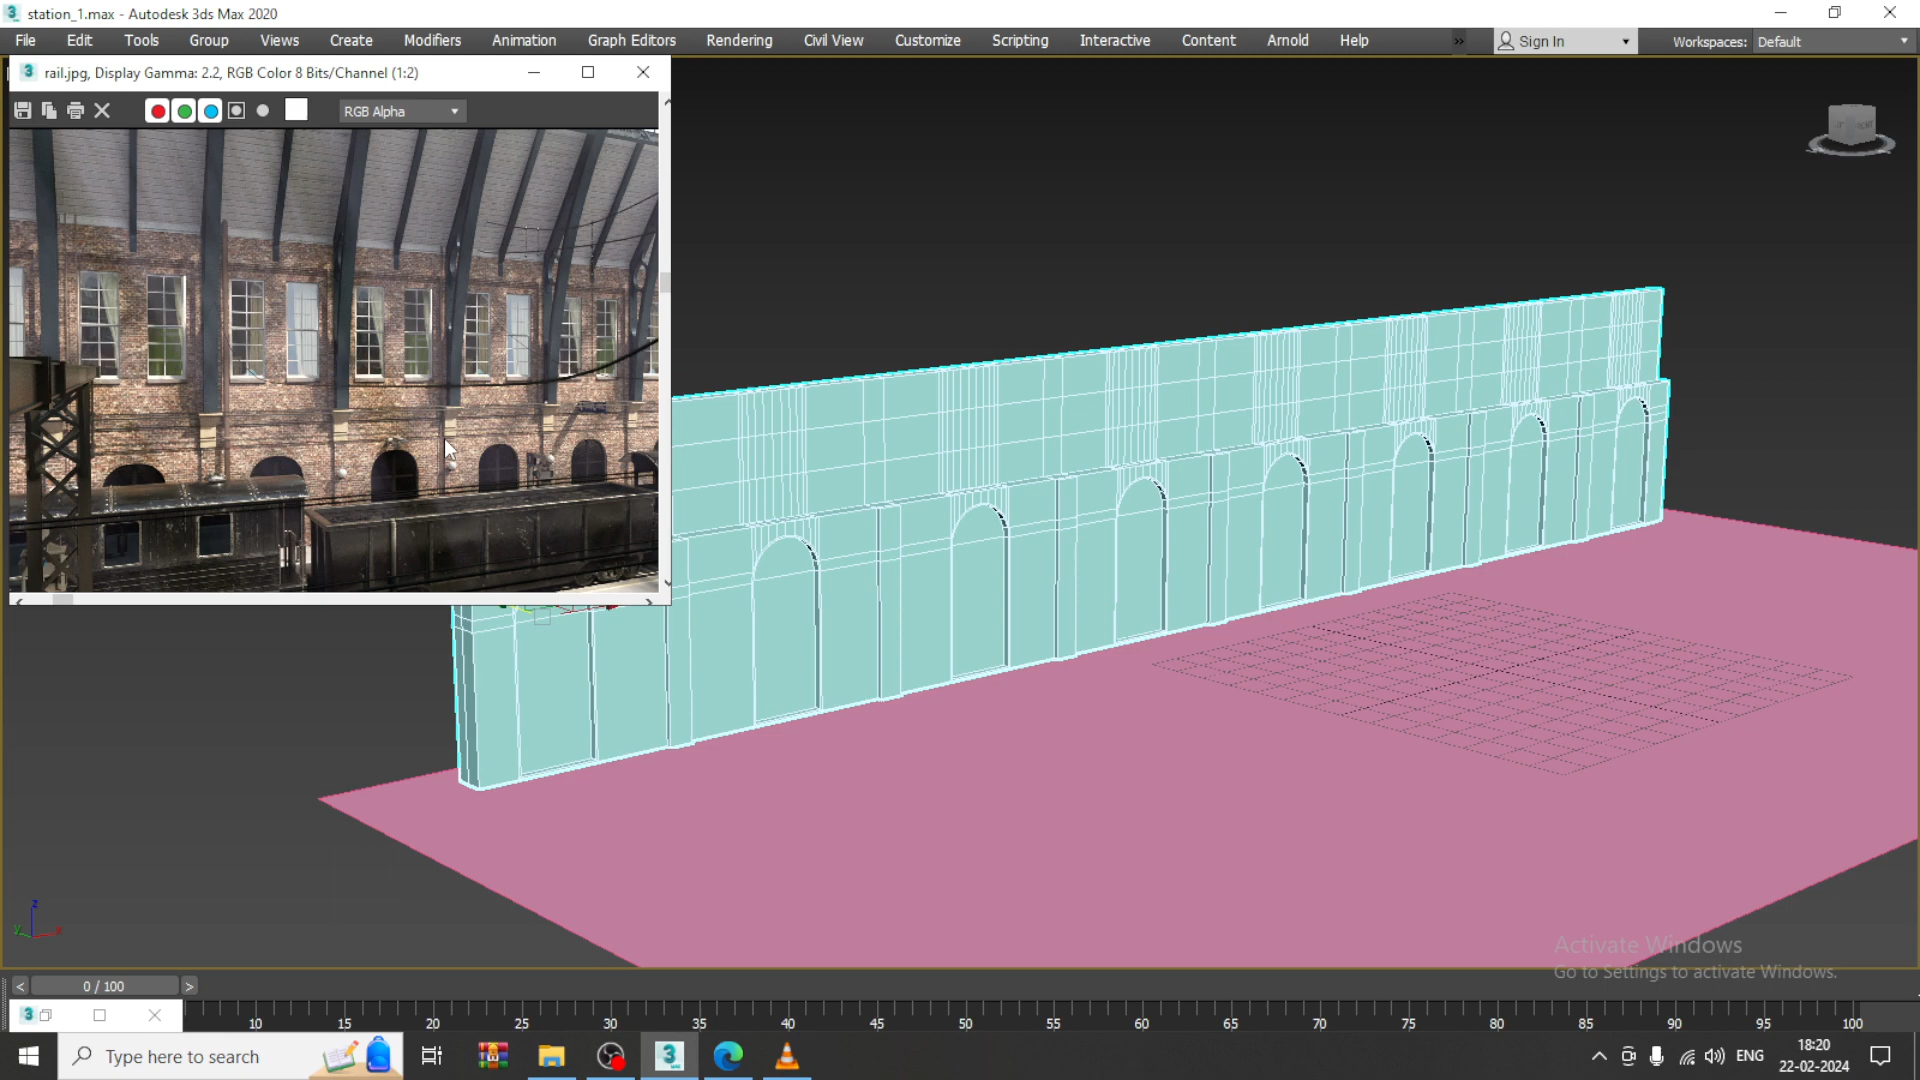 station_1.max - Autodesk 3ds Max 2020
File Edit Tools Group Views Create Modifiers Animation Graph Editors Rendering Civil View Customize Scripting Interactive Content Arnold Help » Sign In Workspaces: Default
rail.jpg, Display Gamma: 2.2, RGB Color 8 Bits/Channel (1:2)
RGB Alpha
z
y x
Activate Windows
Go to Settings to activate Windows.
< 0 / 100 >
10 15 20 25 30 35 40 45 50 55 60 65 70 75 80 85 90 95 100
Type here to search
ENG
18:20
22-02-2024